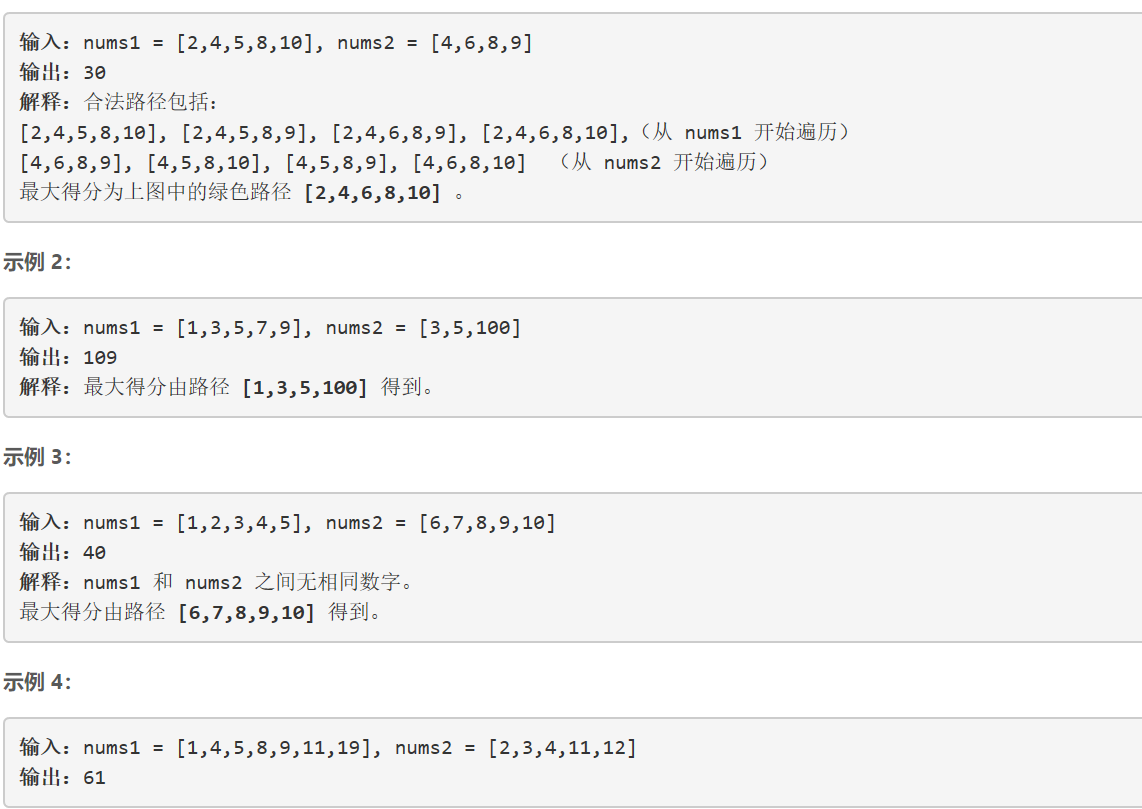 输入：nums1 = [2,4,5,8,10], nums2 = [4,6,8,9]
输出：30
解释：合法路径包括：
[2,4,5,8,10], [2,4,5,8,9], [2,4,6,8,9], [2,4,6,8,10],（从 nums1 开始遍历）
[4,6,8,9], [4,5,8,10], [4,5,8,9], [4,6,8,10]  （从 nums2 开始遍历）
最大得分为上图中的绿色路径 [2,4,6,8,10] 。
示例 2：
输入：nums1 = [1,3,5,7,9], nums2 = [3,5,100]
输出：109
解释：最大得分由路径 [1,3,5,100] 得到。
示例 3：
输入：nums1 = [1,2,3,4,5], nums2 = [6,7,8,9,10]
输出：40
解释：nums1 和 nums2 之间无相同数字。
最大得分由路径 [6,7,8,9,10] 得到。
示例 4：
输入：nums1 = [1,4,5,8,9,11,19], nums2 = [2,3,4,11,12]
输出：61